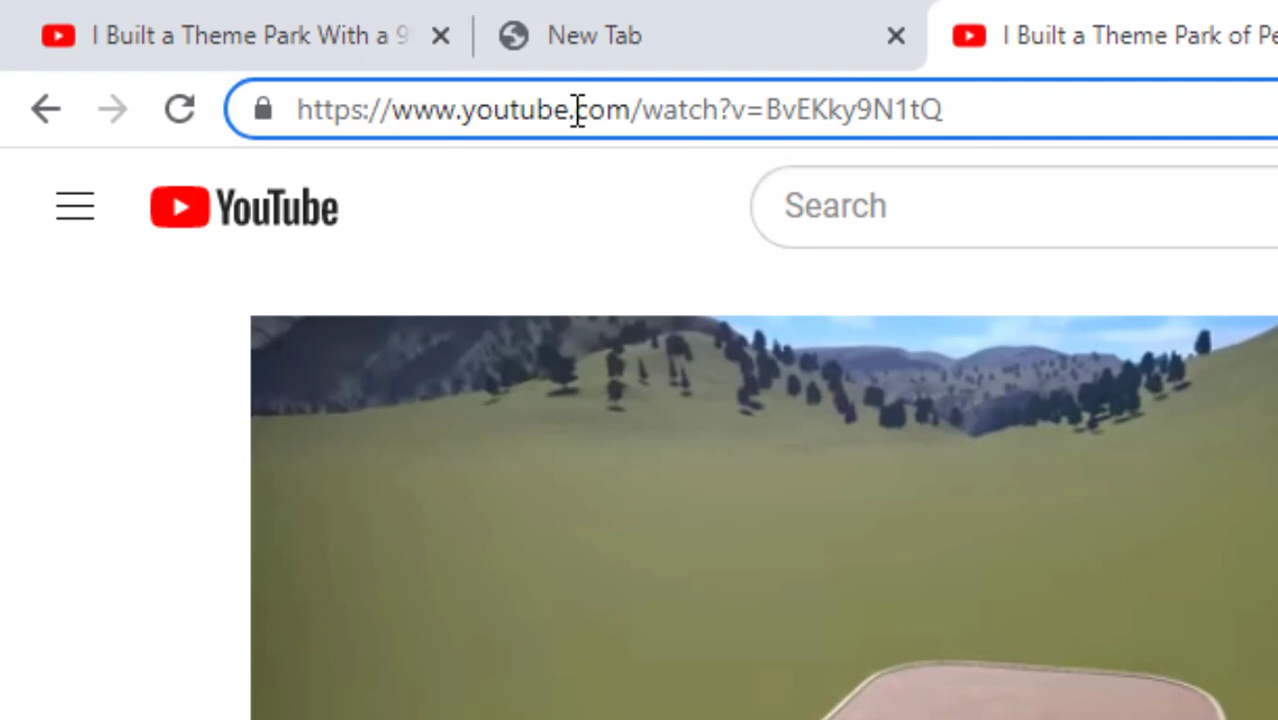 I Built a Theme Park With a 9
New Tab
I Built a Theme Park of Pe
https://www.youtube.com/watch?v=BvEKky9N1tQ
YouTube
Search